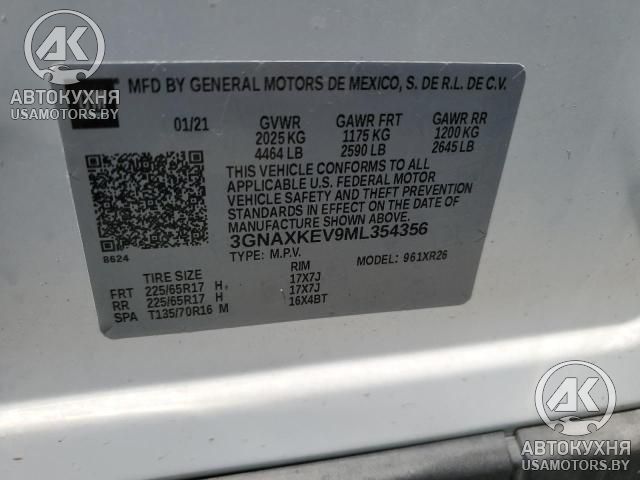 AK
АВТОКУХНЯ
USAMOTORS.BY
MFD BY GENERAL MOTORS DE MEXICO, S. DE R.L. DE C.V.
01/21 GVWR GAWR FRT GAWR RR
2025 KG 1175 KG 1200 KG
4464 LB 2590 LB 2645 LB
THIS VEHICLE CONFORMS TO ALL
APPLICABLE U.S. FEDERAL MOTOR
VEHICLE SAFETY AND THEFT PREVENTION
STANDARDS IN EFFECT ON THE DATE OF
MANUFACTURE SHOWN ABOVE.
3GNAXKEV9ML354356
8624 TYPE: M.P.V. MODEL: 961XR26
TIRE SIZE RIM
FRT 225/65R17 H 17X7J
RR 225/65R17 H 17X7J
SPA T135/70R16 M 16X4BT
AK
АВТОКУХНЯ
USAMOTORS.BY